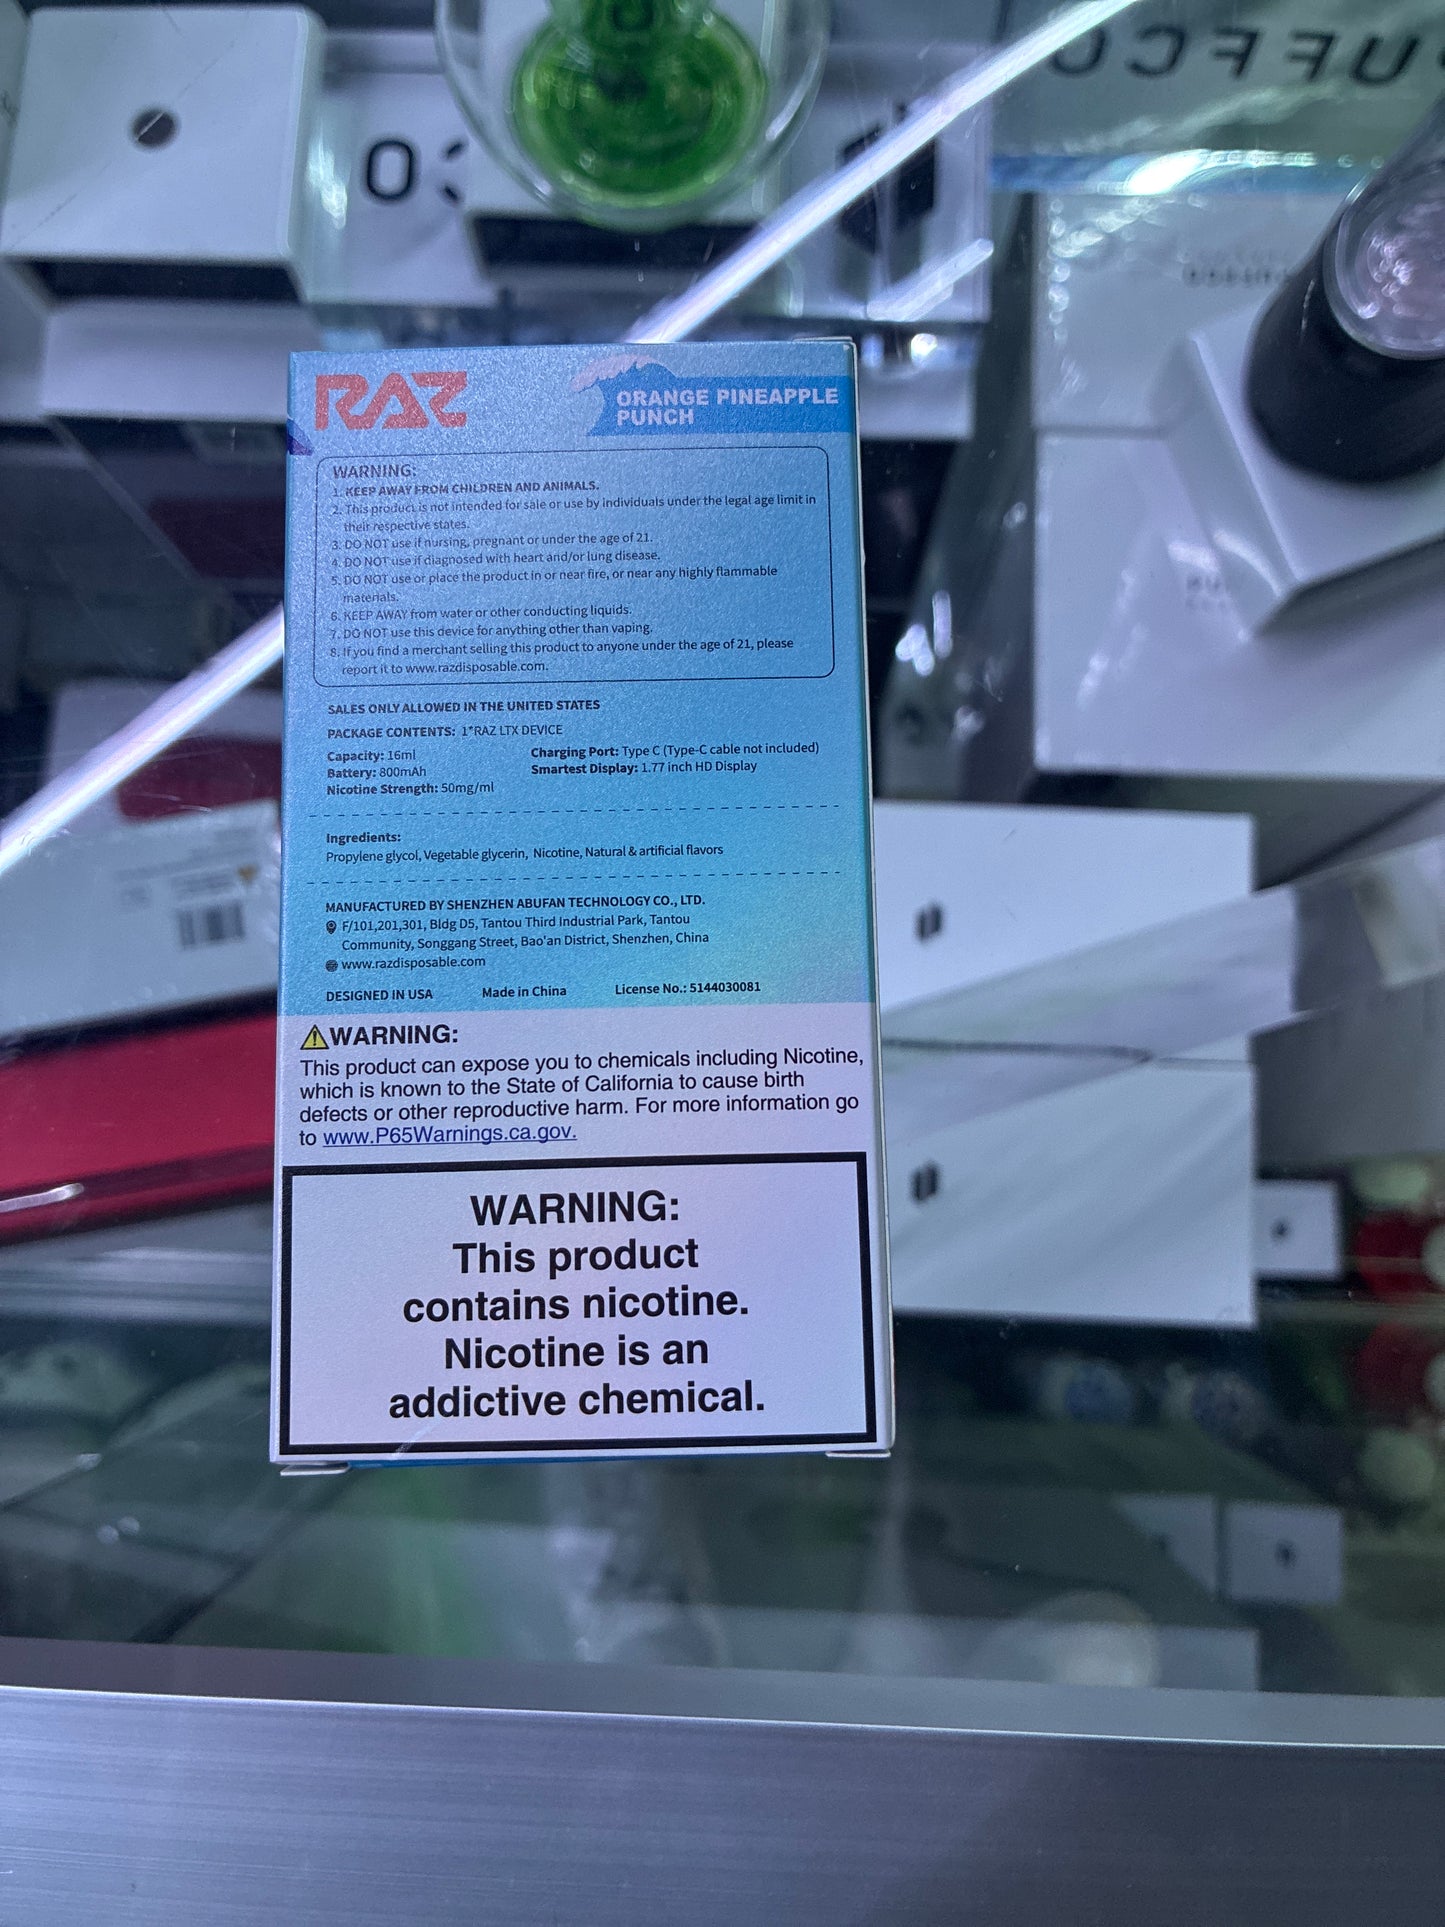 PUFFCO
CO
RAZ
ORANGE PINEAPPLE
PUNCH
WARNING:
1. KEEP AWAY FROM CHILDREN AND ANIMALS.
2. This product is not intended for sale or use by individuals under the legal age limit in
their respective states.
3. DO NOT use if nursing, pregnant or under the age of 21.
4. DO NOT use if diagnosed with heart and/or lung disease.
5. DO NOT use or place the product in or near fire, or near any highly flammable
materials.
6. KEEP AWAY from water or other conducting liquids.
7. DO NOT use this device for anything other than vaping.
8. If you find a merchant selling this product to anyone under the age of 21, please
report it to www.razdisposable.com.
SALES ONLY ALLOWED IN THE UNITED STATES
PACKAGE CONTENTS: 1*RAZ LTX DEVICE
Capacity: 16ml Charging Port: Type C (Type-C cable not included)
Battery: 800mAh Smartest Display: 1.77 inch HD Display
Nicotine Strength: 50mg/ml
Ingredients:
Propylene glycol, Vegetable glycerin, Nicotine, Natural & artificial flavors
MANUFACTURED BY SHENZHEN ABUFAN TECHNOLOGY CO., LTD.
F/101,201,301, Bldg D5, Tantou Third Industrial Park, Tantou
Community, Songgang Street, Bao'an District, Shenzhen, China
www.razdisposable.com
DESIGNED IN USA Made in China License No.: 5144030081
WARNING:
This product can expose you to chemicals including Nicotine,
which is known to the State of California to cause birth
defects or other reproductive harm. For more information go
to www.P65Warnings.ca.gov.
WARNING:
This product
contains nicotine.
Nicotine is an
addictive chemical.